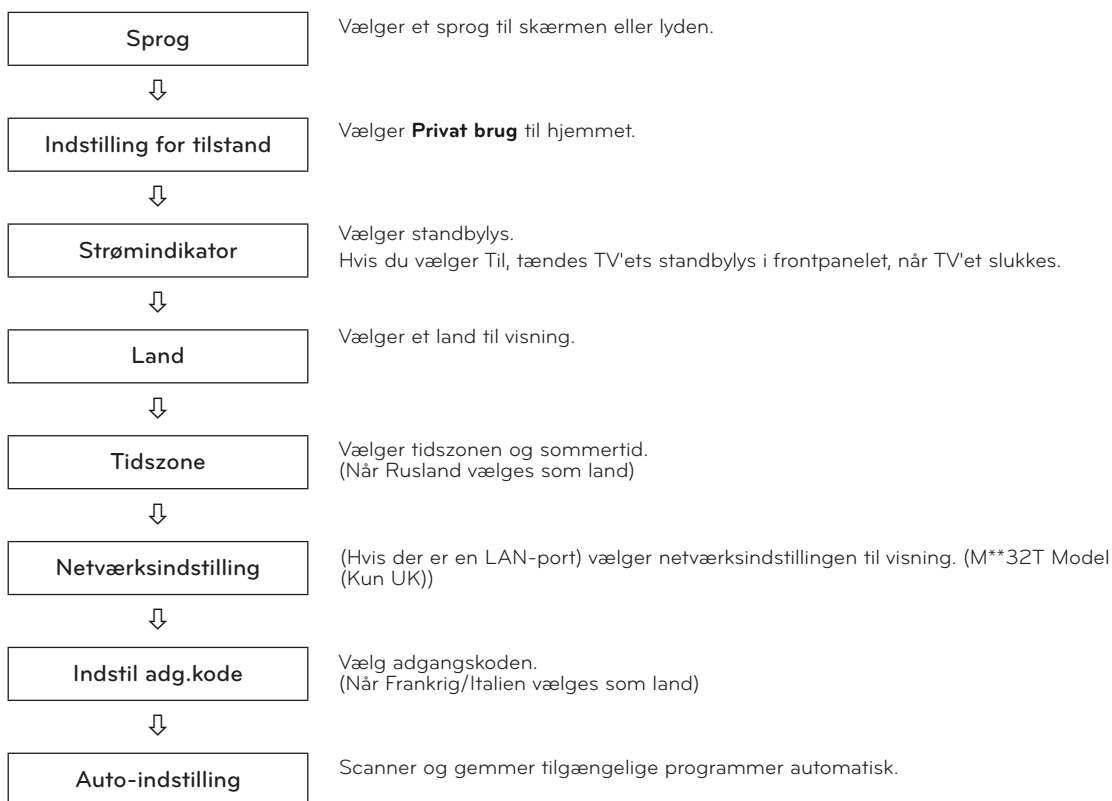 Sprog
Vælger et sprog til skærmen eller lyden.
Indstilling for tilstand
Vælger Privat brug til hjemmet.
Strømindikator
Vælger standbylys.
Hvis du vælger Til, tændes TV'ets standbylys i frontpanelet, når TV'et slukkes.
Land
Vælger et land til visning.
Tidszone
Vælger tidszonen og sommertid.
(Når Rusland vælges som land)
Netværksindstilling
(Hvis der er en LAN-port) vælger netværksindstillingen til visning. (M**32T Model
(Kun UK))
Indstil adg.kode
Vælg adgangskoden.
(Når Frankrig/Italien vælges som land)
Auto-indstilling
Scanner og gemmer tilgængelige programmer automatisk.